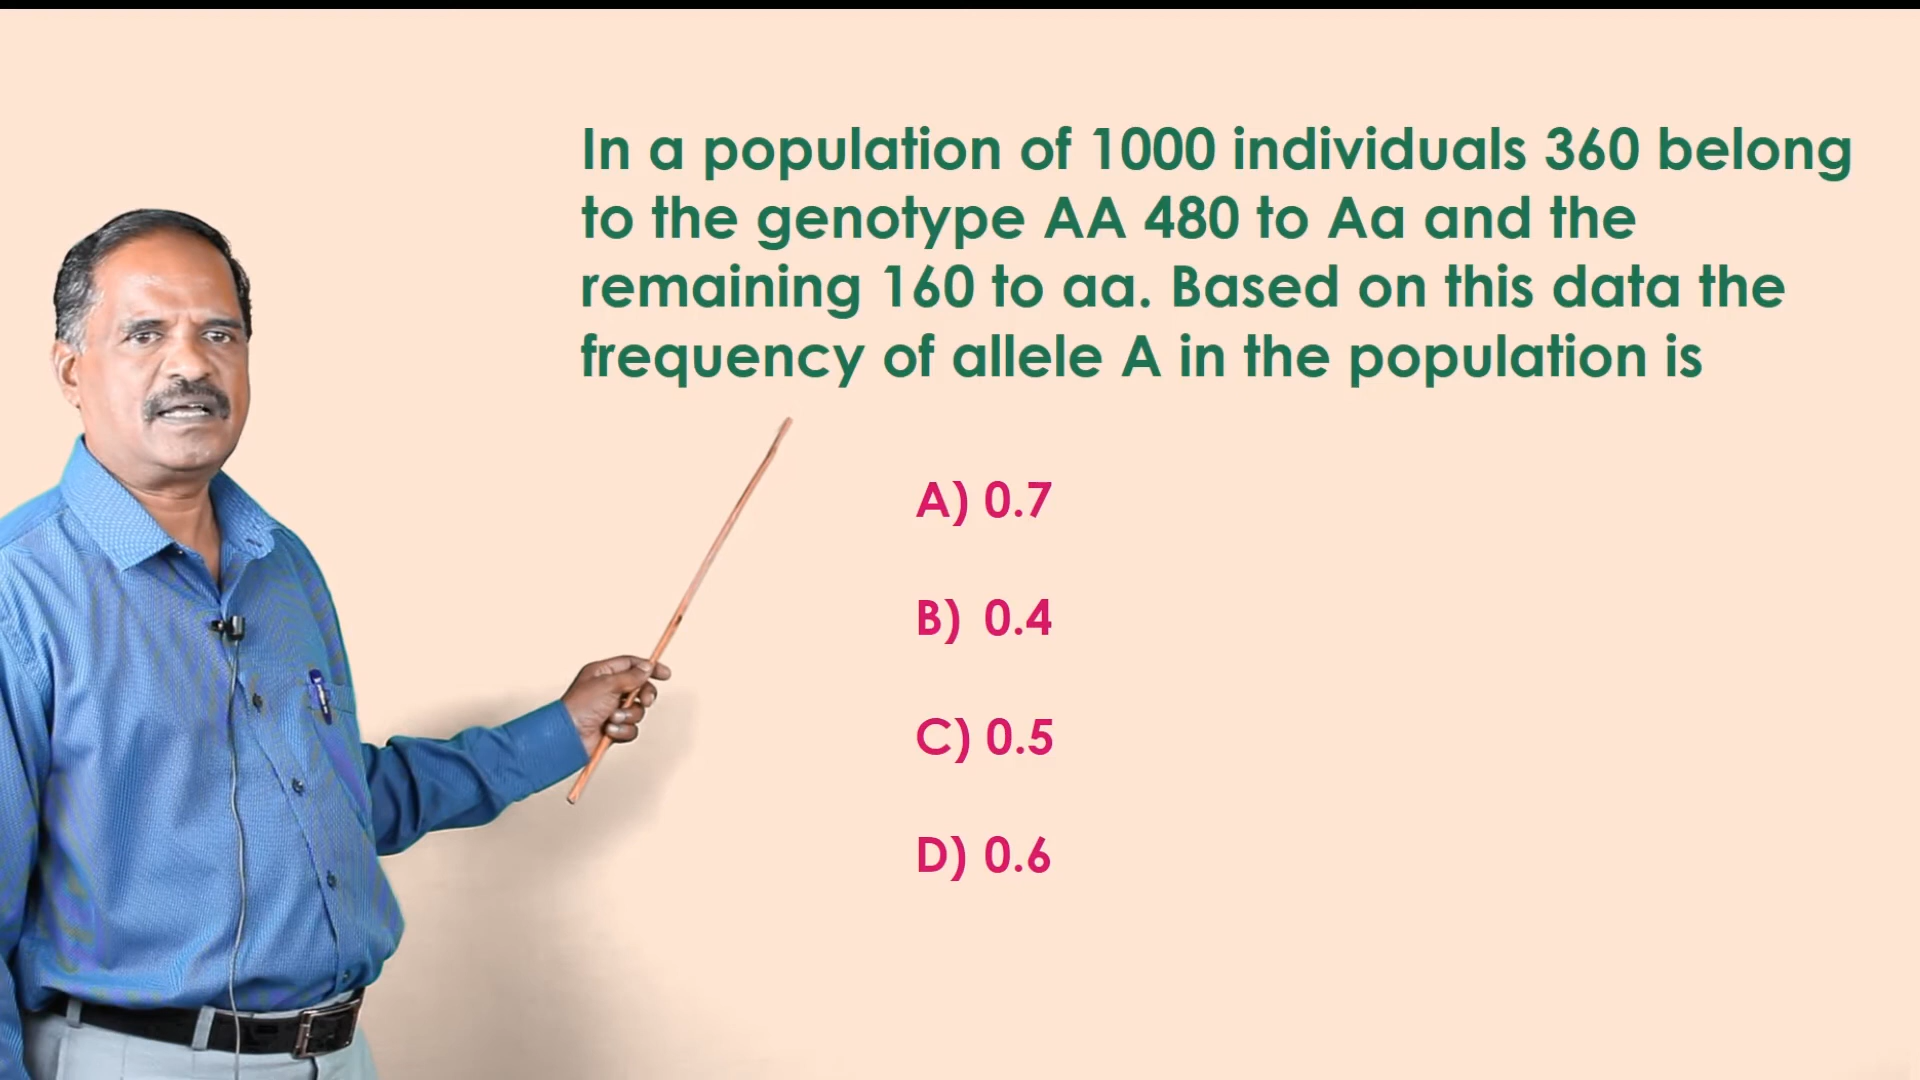 In a population of 1000 individuals 360 belong
to the genotype AA 480 to Aa and the
remaining 160 to aa. Based on this data the
frequency of allele A in the population is
A) 0.7
B) 0.4
C) 0.5
D) 0.6